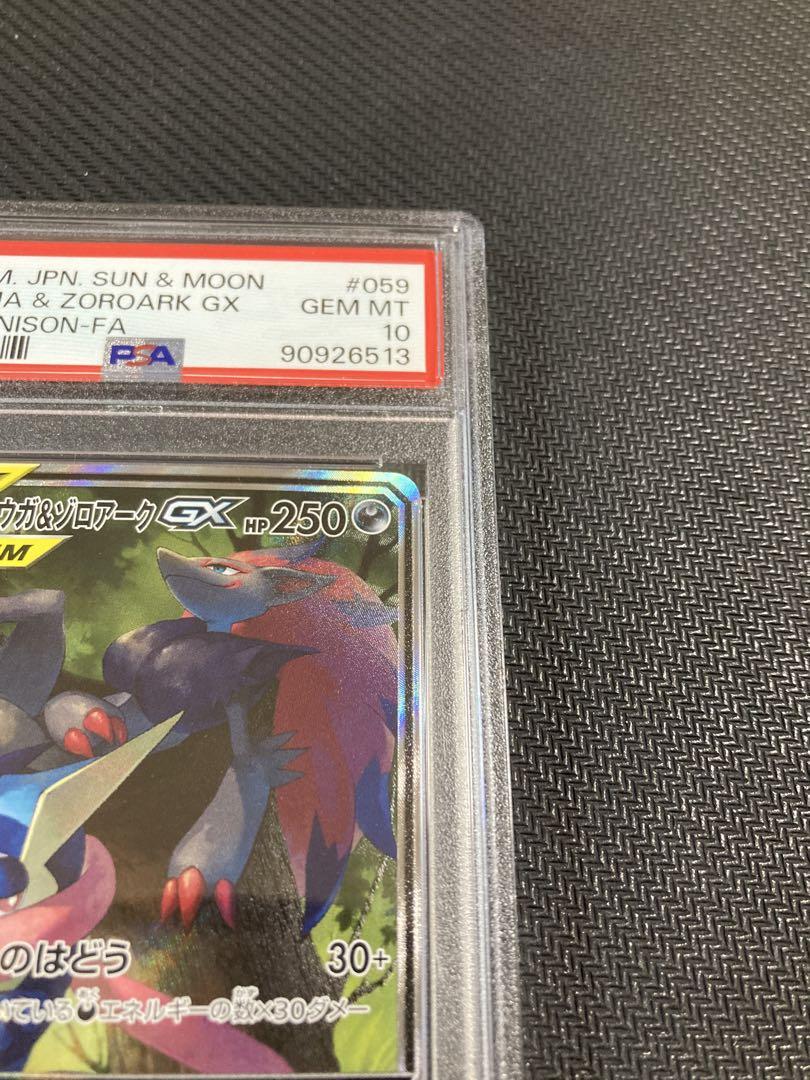 M. JPN. SUN & MOON #059
A & ZOROARK GX GEM MT
NISON-FA 10
PSA 90926513
ウガ&ゾロアークGX HP250
M
のはどう 30+
いている エネルギーの数×30ダメー